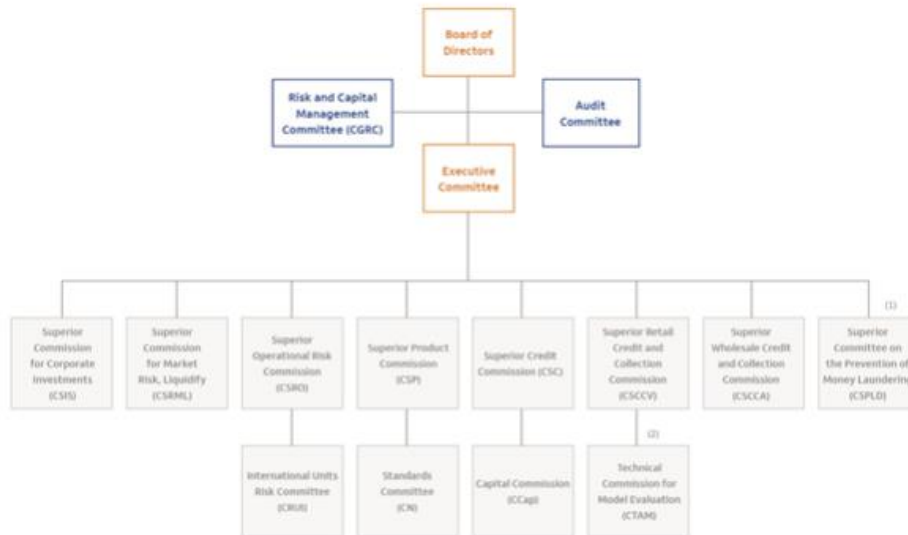 Board of
Directors
Risk and Capital
Management
Committee (CGRC)
Audit
Committee
Executive
Committee
(1)
Superior
Commission
for Corporate
Investments
(CSIS)
Superior
Commission
for Market
Risk, Liquidify
(CSRML)
Superior
Operational Risk
Commission
(CSRO)
Superior Product
Commission
(CSP)
Superior Credit
Commission (CSC)
Superior Retail
Credit and
Collection
Commission
(CSCCV)
Superior
Wholesale Credit
and Collection
Commission
(CSCCA)
Superior
Committee on
the Prevention of
Money Laundering
(CSPLD)
(2)
International Units
Risk Committee
(CRUI)
Standards
Committee
(CN)
Capital Commission
(CCap)
Technical
Commission for
Model Evaluation
(CTAM)